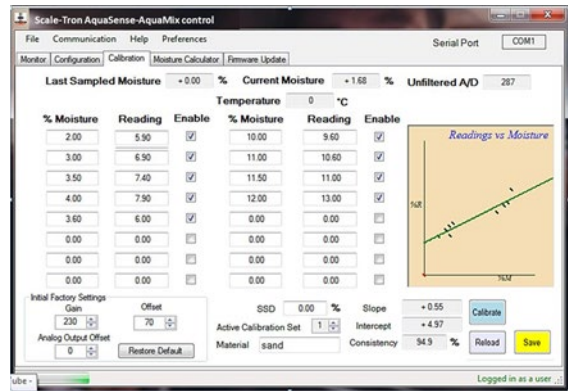 Scale-Tron AquaSense-AquaMix control
File Communication Help Preferences
Serial Port COM1
Monitor Configuration Calibration Moisture Calculator Firmware Update
Last Sampled Moisture + 0.00 % Current Moisture + 1.68 % Unfiltered A/D 287
Temperature 0 °C
% Moisture Reading Enable % Moisture Reading Enable
2.00 5.90 10.00 9.60
3.00 6.90 11.00 10.60
3.50 7.40 11.50 11.00
4.00 7.90 12.00 13.00
3.60 6.00 0.00 0.00
0.00 0.00 0.00 0.00
0.00 0.00 0.00 0.00
0.00 0.00 0.00 0.00
Readings vs Moisture
%R
%M
Initial Factory Settings
Gain Offset
230 70
Analog Output Offset
0 Restore Default
SSD 0.00 % Slope + 0.55 Calibrate
Active Calibration Set 1 Intercept + 4.97
Material sand Consistency 94.9 % Reload Save
ube -
Logged in as a user